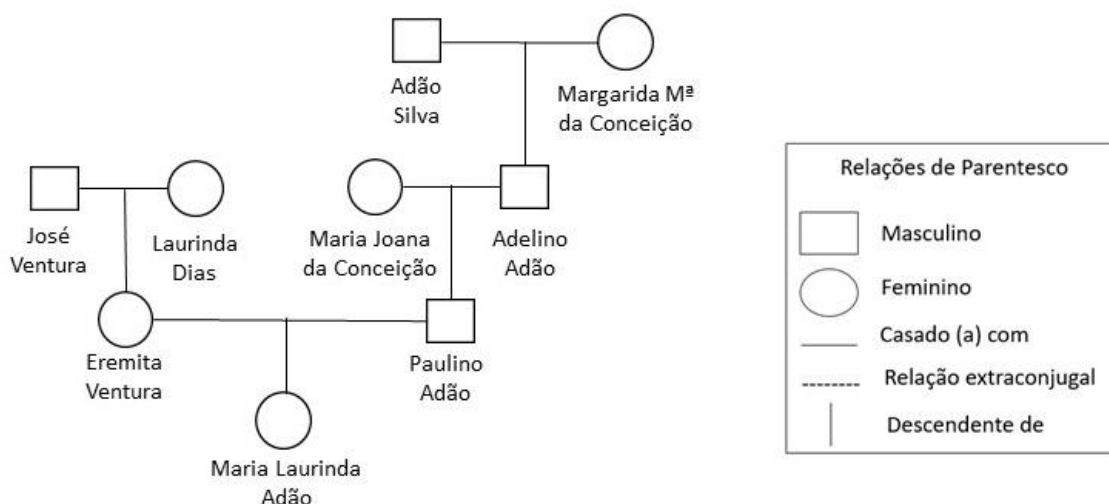 Adão
Silva
Margarida Mª
da Conceição
José
Ventura
Laurinda
Dias
Maria Joana
da Conceição
Adelino
Adão
Eremita
Ventura
Paulino
Adão
Maria Laurinda
Adão
Relações de Parentesco
Masculino
Feminino
Casado (a) com
Relação extraconjugal
Descendente de